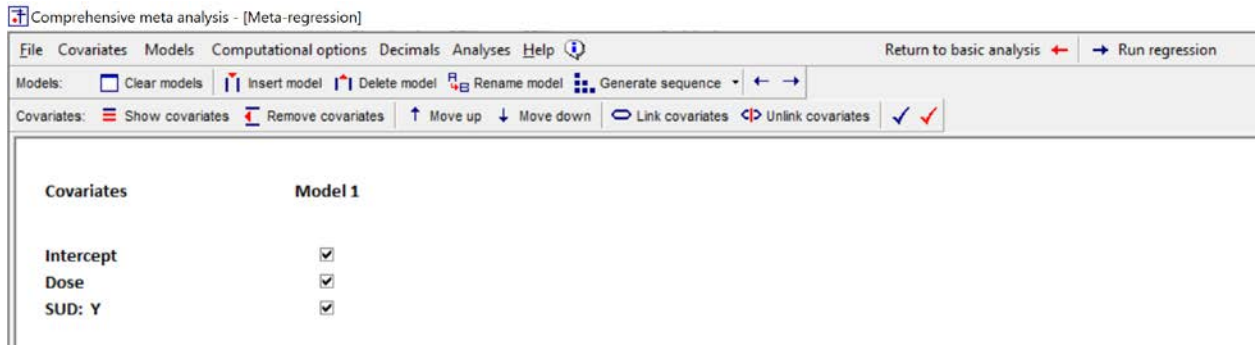 Comprehensive meta analysis - [Meta-regression]
File Covariates Models Computational options Decimals Analyses Help Return to basic analysis Run regression
Models: Clear models Insert model Delete model Rename model Generate sequence
Covariates: Show covariates Remove covariates Move up Move down Link covariates Unlink covariates
Covariates Model 1
Intercept
Dose
SUD: Y